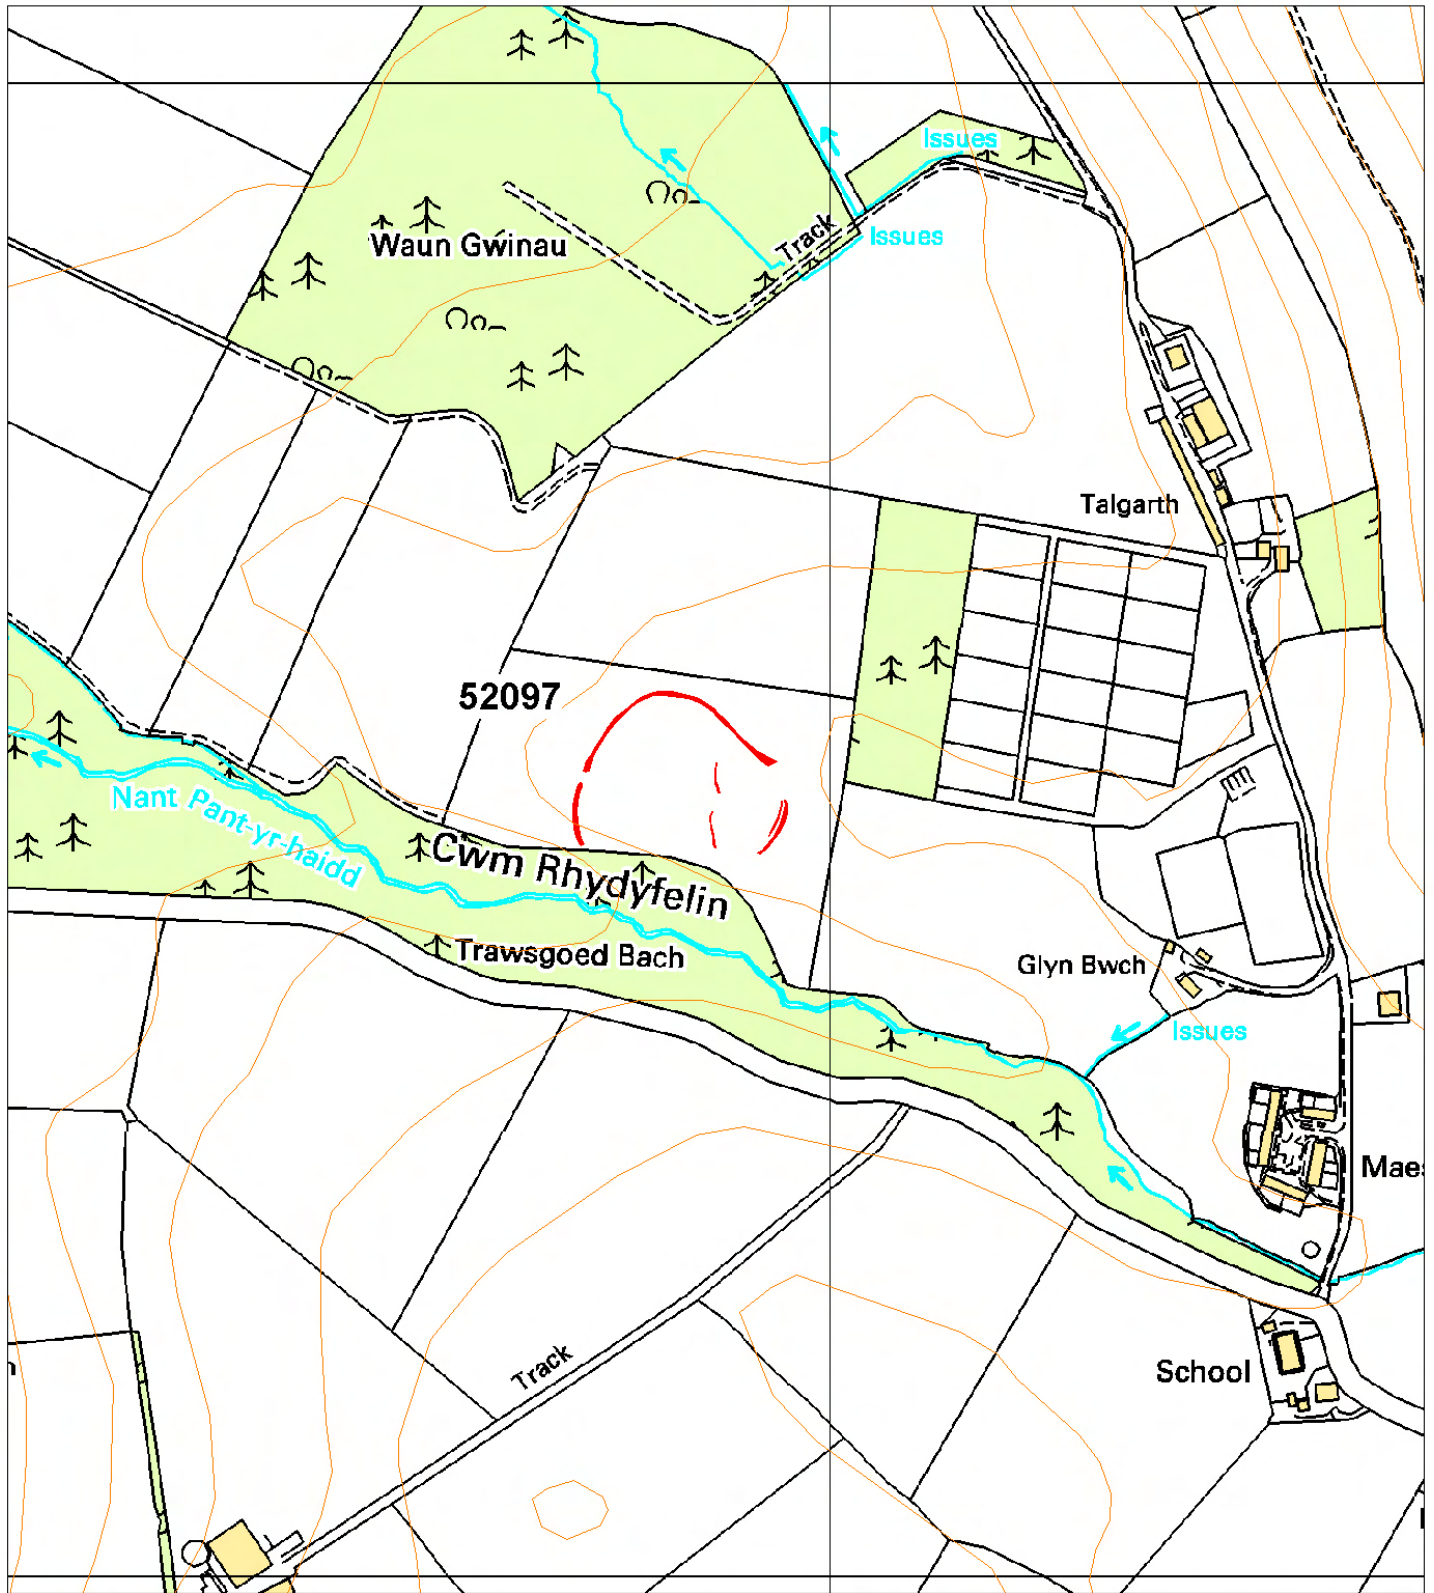 Issues
Track
Issues
Waun Gwinau
Talgarth
52097
Nant Pant-yr-haidd
Cwm Rhydyfelin
Trawsgoed Bach
Glyn Bwch
Issues
Maes
Track
School